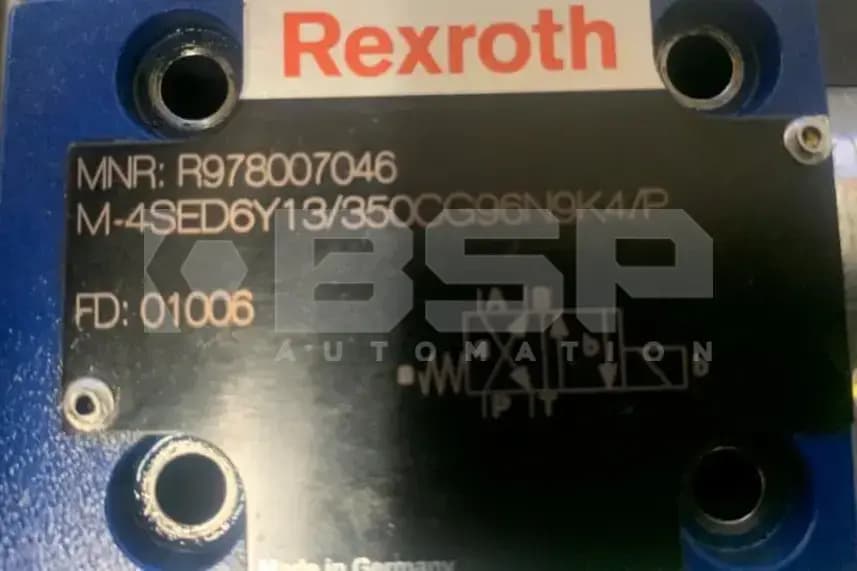 Rexroth
MNR: R978007046
M-4SED6Y13/350CG96N9K4/P
FD: 01006
BSP
AUTOMATION
A B
b
b
P T
Made in Germany